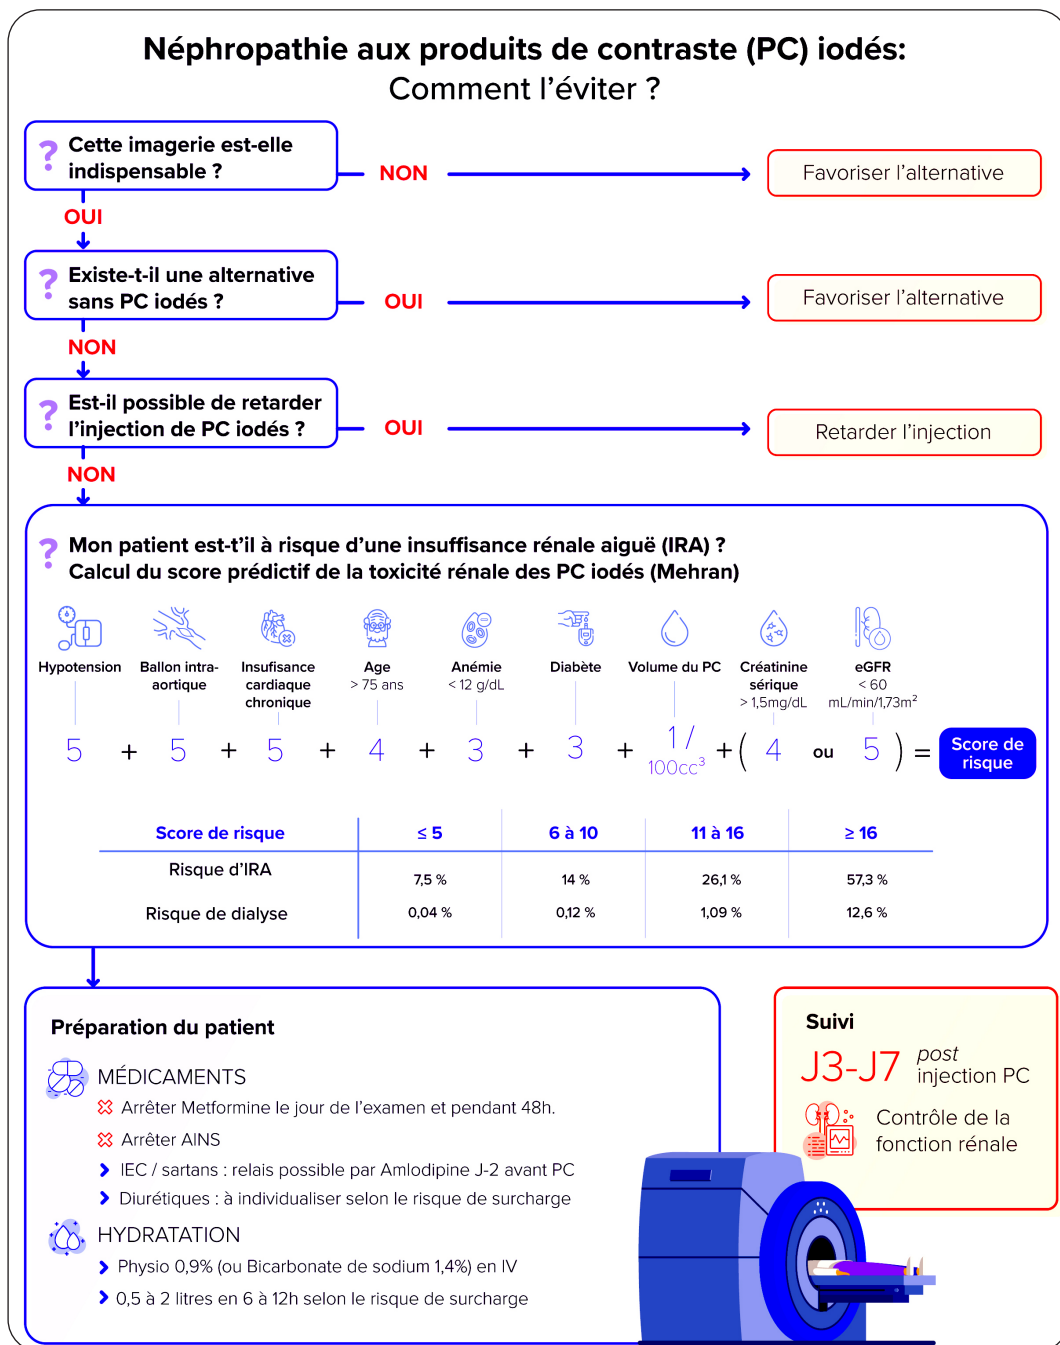 Néphropathie aux produits de contraste (PC) iodés:
Comment l'éviter ?
? Cette imagerie est-elle
indispensable ?
NON
Favoriser l'alternative
OUI
? Existe-t-il une alternative
sans PC iodés ?
OUI
Favoriser l'alternative
NON
? Est-il possible de retarder
l'injection de PC iodés ?
OUI
Retarder l'injection
NON
? Mon patient est-t'il à risque d'une insuffisance rénale aiguë (IRA) ?
Calcul du score prédictif de la toxicité rénale des PC iodés (Mehran)
Hypotension
Ballon intra-
aortique
Insufisance
cardiaque
chronique
Age
> 75 ans
Anémie
< 12 g/dL
Diabète
Volume du PC
Créatinine
sérique
> 1,5mg/dL
eGFR
< 60
mL/min/1,73m²
5 + 5 + 5 + 4 + 3 + 3 + 1 / 100cc³ + ( 4 ou 5 ) = Score de risque
Score de risque ≤ 5 6 à 10 11 à 16 ≥ 16
Risque d'IRA 7,5 % 14 % 26,1 % 57,3 %
Risque de dialyse 0,04 % 0,12 % 1,09 % 12,6 %
Préparation du patient
MÉDICAMENTS
Arrêter Metformine le jour de l'examen et pendant 48h.
Arrêter AINS
IEC / sartans : relais possible par Amlodipine J-2 avant PC
Diurétiques : à individualiser selon le risque de surcharge
HYDRATATION
Physio 0,9% (ou Bicarbonate de sodium 1,4%) en IV
0,5 à 2 litres en 6 à 12h selon le risque de surcharge
Suivi
J3-J7 post
injection PC
Contrôle de la
fonction rénale